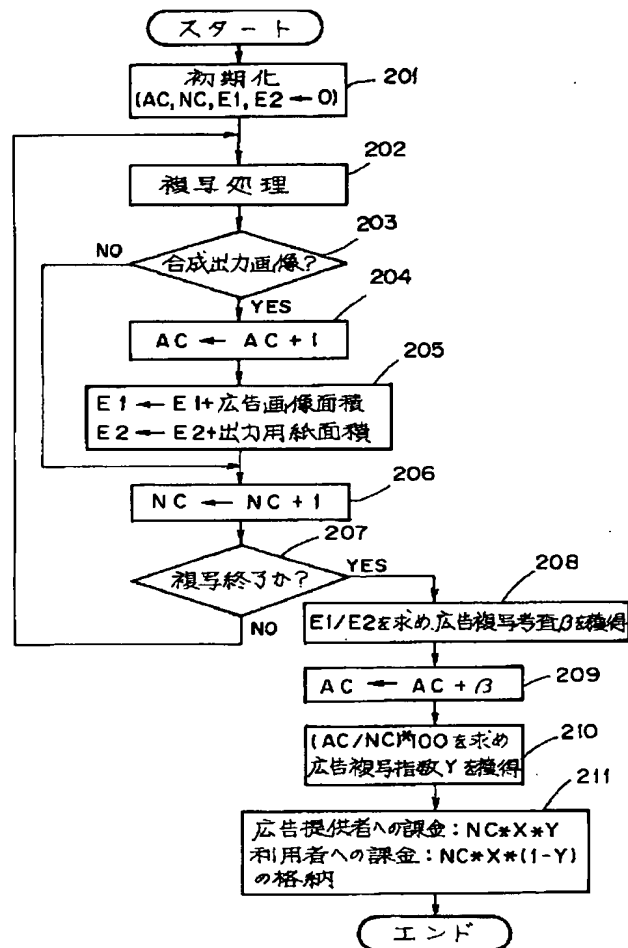 スタート
201
初期化
(AC, NC, E1, E2 ← 0)
202
複写処理
203
合成出力画像?
NO
YES
204
AC ← AC + 1
205
E1 ← E1+広告画像面積
E2 ← E2+出力用紙面積
206
NC ← NC + 1
207
複写終了か?
YES
NO
208
E1/E2を求め、広告複写考査βを獲得
209
AC ← AC + β
210
(AC/NC)*100を求め
広告複写指数Yを獲得
211
広告提供者への課金:NC*X*Y
利用者への課金:NC*X*(1-Y)
の格納
エンド